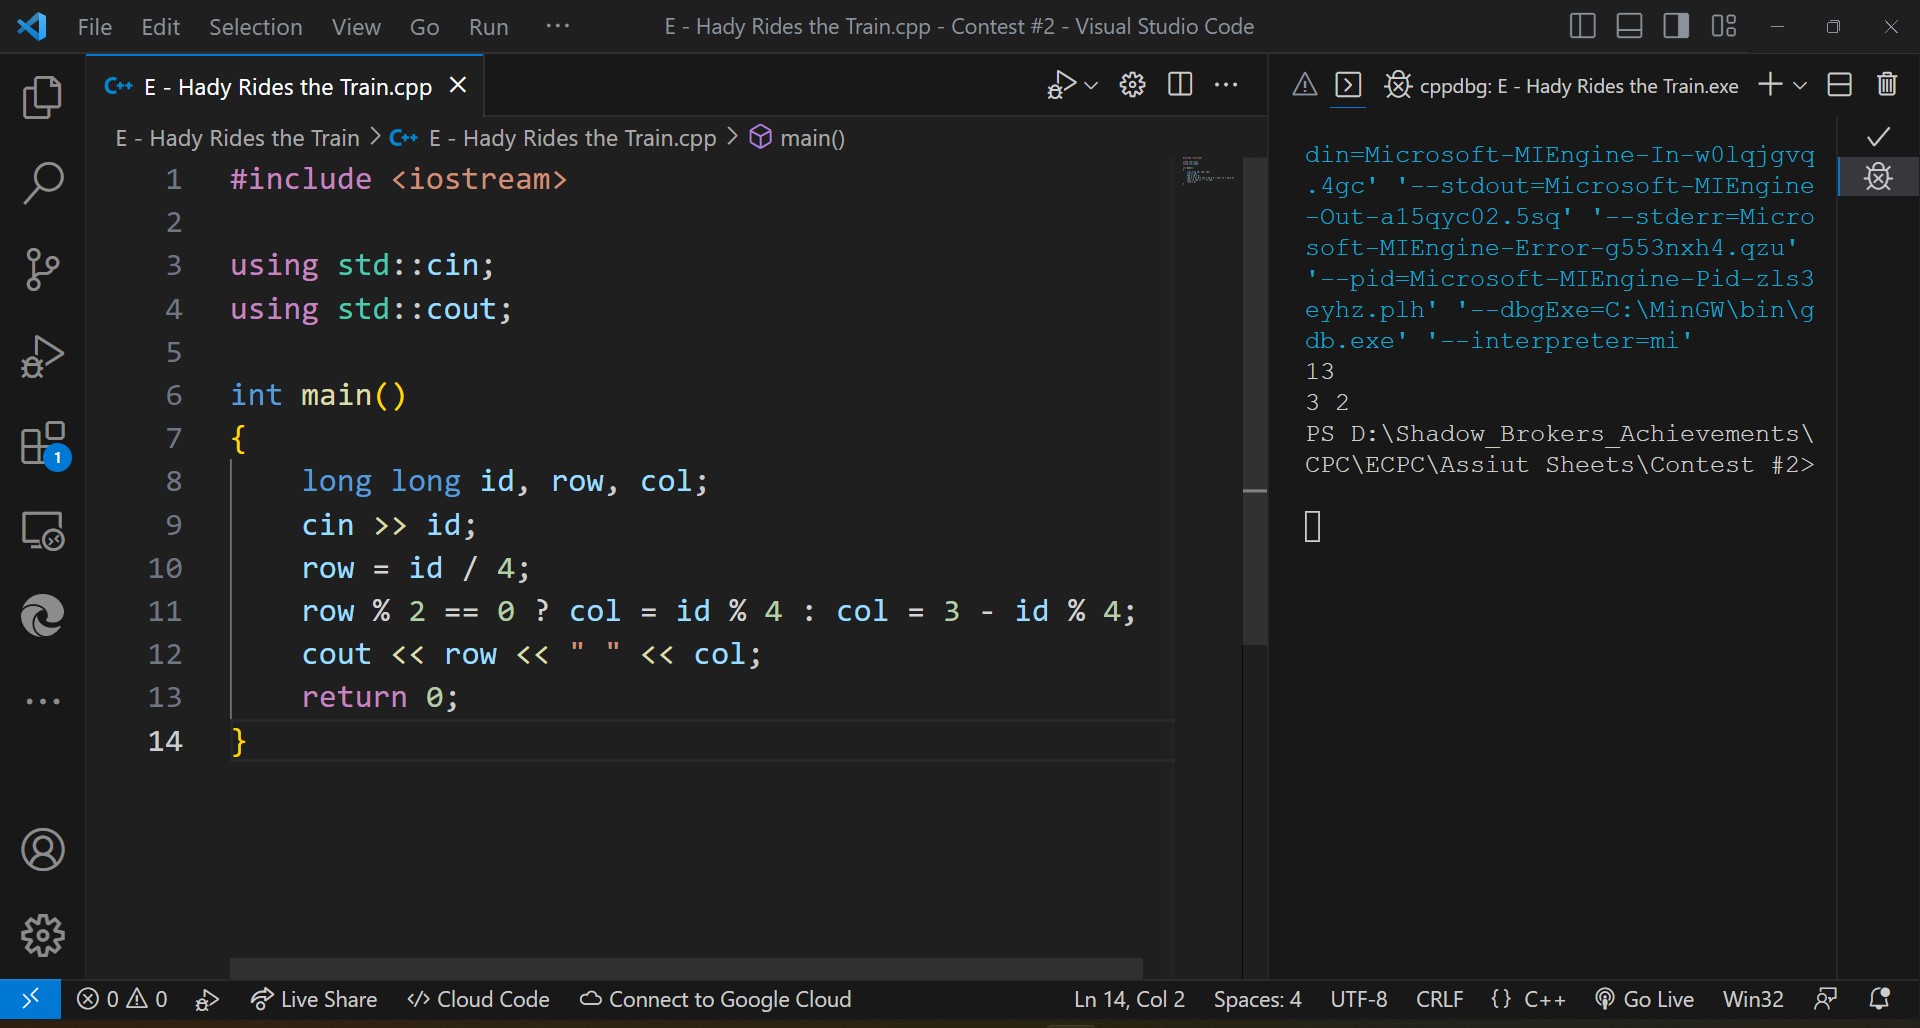 File Edit Selection View Go Run ··· E - Hady Rides the Train.cpp - Contest #2 - Visual Studio Code
C++ E - Hady Rides the Train.cpp
E - Hady Rides the Train > C++ E - Hady Rides the Train.cpp > main()
1 #include <iostream>
2
3 using std::cin;
4 using std::cout;
5
6 int main()
7 {
8 long long id, row, col;
9 cin >> id;
10 row = id / 4;
11 row % 2 == 0 ? col = id % 4 : col = 3 - id % 4;
12 cout << row << " " << col;
13 return 0;
14 }
1
cppdbg: E - Hady Rides the Train.exe
din=Microsoft-MIEngine-In-w0lqjgvq
.4gc' '--stdout=Microsoft-MIEngine
-Out-a15qyc02.5sq' '--stderr=Micro
soft-MIEngine-Error-g553nxh4.qzu'
'--pid=Microsoft-MIEngine-Pid-zls3
eyhz.plh' '--dbgExe=C:\MinGW\bin\g
db.exe' '--interpreter=mi'
13
3 2
PS D:\Shadow_Brokers_Achievements\
CPC\ECPC\Assiut Sheets\Contest #2>
0 0 Live Share </> Cloud Code Connect to Google Cloud Ln 14, Col 2 Spaces: 4 UTF-8 CRLF {} C++ Go Live Win32